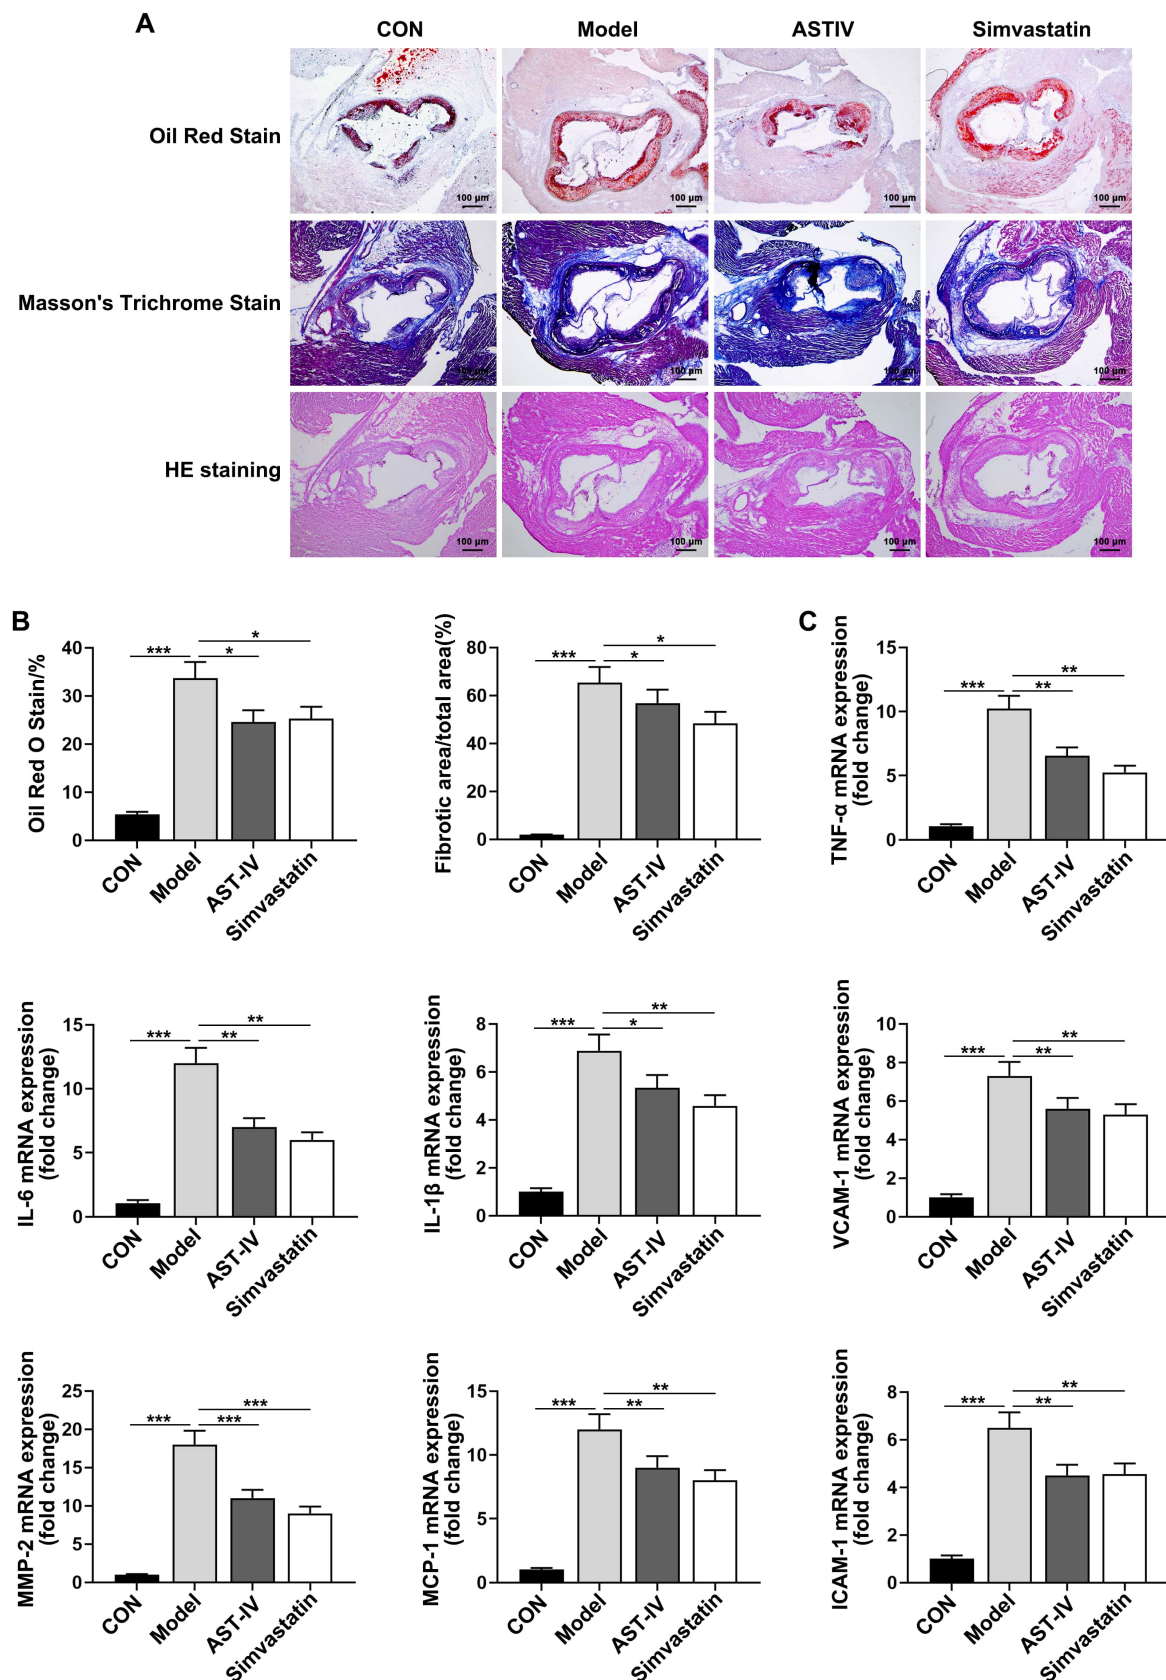 A
CON Model ASTIV Simvastatin
Oil Red Stain
100 µm 100 µm 100 µm 100 µm
Masson's Trichrome Stain
100 µm 100 µm 100 µm 100 µm
HE staining
100 µm 100 µm 100 µm 100 µm
B
Oil Red O Stain/%
40
30
20
10
0
*** * *
CON Model AST-IV Simvastatin
Fibrotic area/total area(%)
80
60
40
20
0
*** * *
CON Model AST-IV Simvastatin
C
TNF-α mRNA expression
(fold change)
15
10
5
0
*** ** **
CON Model AST-IV Simvastatin
IL-6 mRNA expression
(fold change)
15
10
5
0
*** ** **
CON Model AST-IV Simvastatin
IL-1β mRNA expression
(fold change)
8
6
4
2
0
*** * **
CON Model AST-IV Simvastatin
VCAM-1 mRNA expression
(fold change)
10
8
6
4
2
0
*** ** **
CON Model AST-IV Simvastatin
MMP-2 mRNA expression
(fold change)
25
20
15
10
5
0
*** *** ***
CON Model AST-IV Simvastatin
MCP-1 mRNA expression
(fold change)
15
10
5
0
*** ** **
CON Model AST-IV Simvastatin
ICAM-1 mRNA expression
(fold change)
8
6
4
2
0
*** ** **
CON Model AST-IV Simvastatin